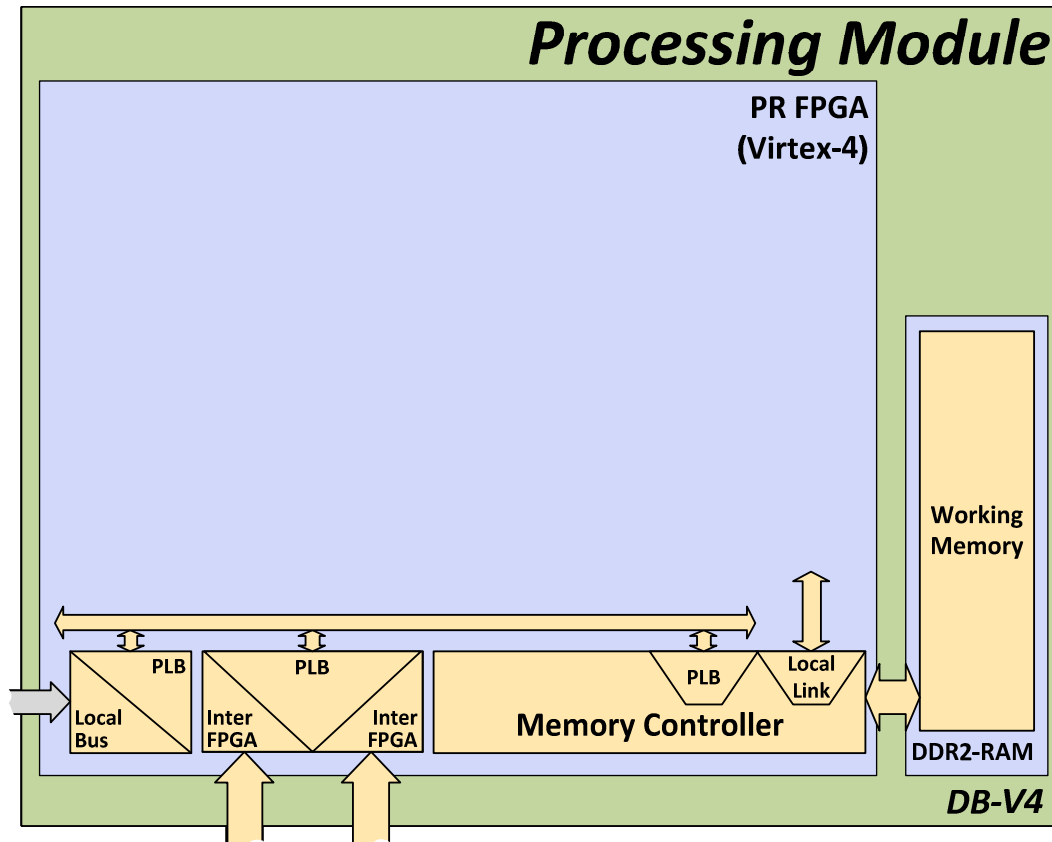 Processing Module
PR FPGA
(Virtex-4)
Working
Memory
PLB
Local
Bus
PLB
Inter
FPGA
Inter
FPGA
PLB
Local
Link
Memory Controller
DDR2-RAM
DB-V4